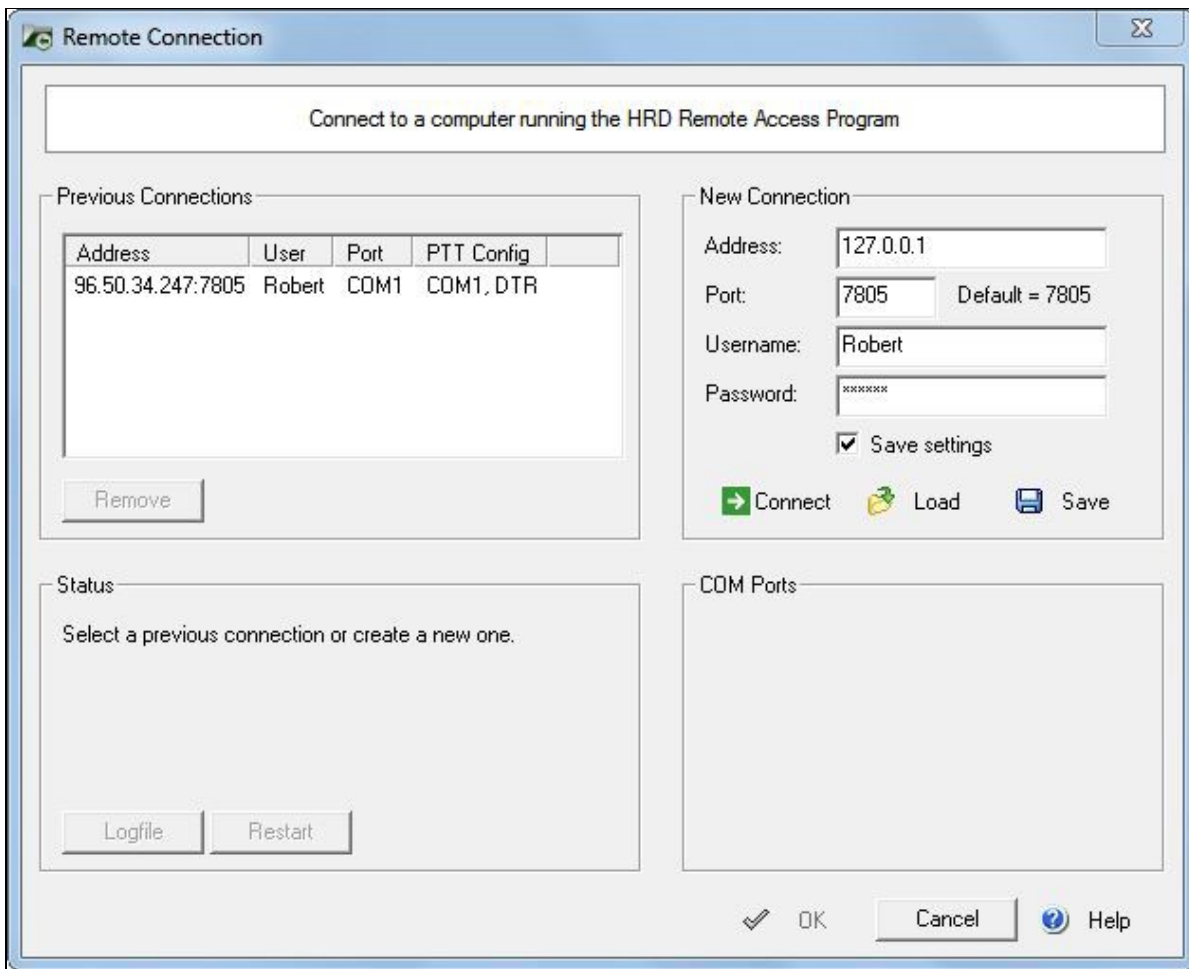 Remote Connection
Connect to a computer running the HRD Remote Access Program
Previous Connections
Address User Port PTT Config
96.50.34.247:7805 Robert COM1 COM1, DTR
Remove
New Connection
Address: 127.0.0.1
Port: 7805 Default = 7805
Username: Robert
Password: ******
Save settings
Connect Load Save
Status
Select a previous connection or create a new one.
Logfile Restart
COM Ports
OK Cancel Help